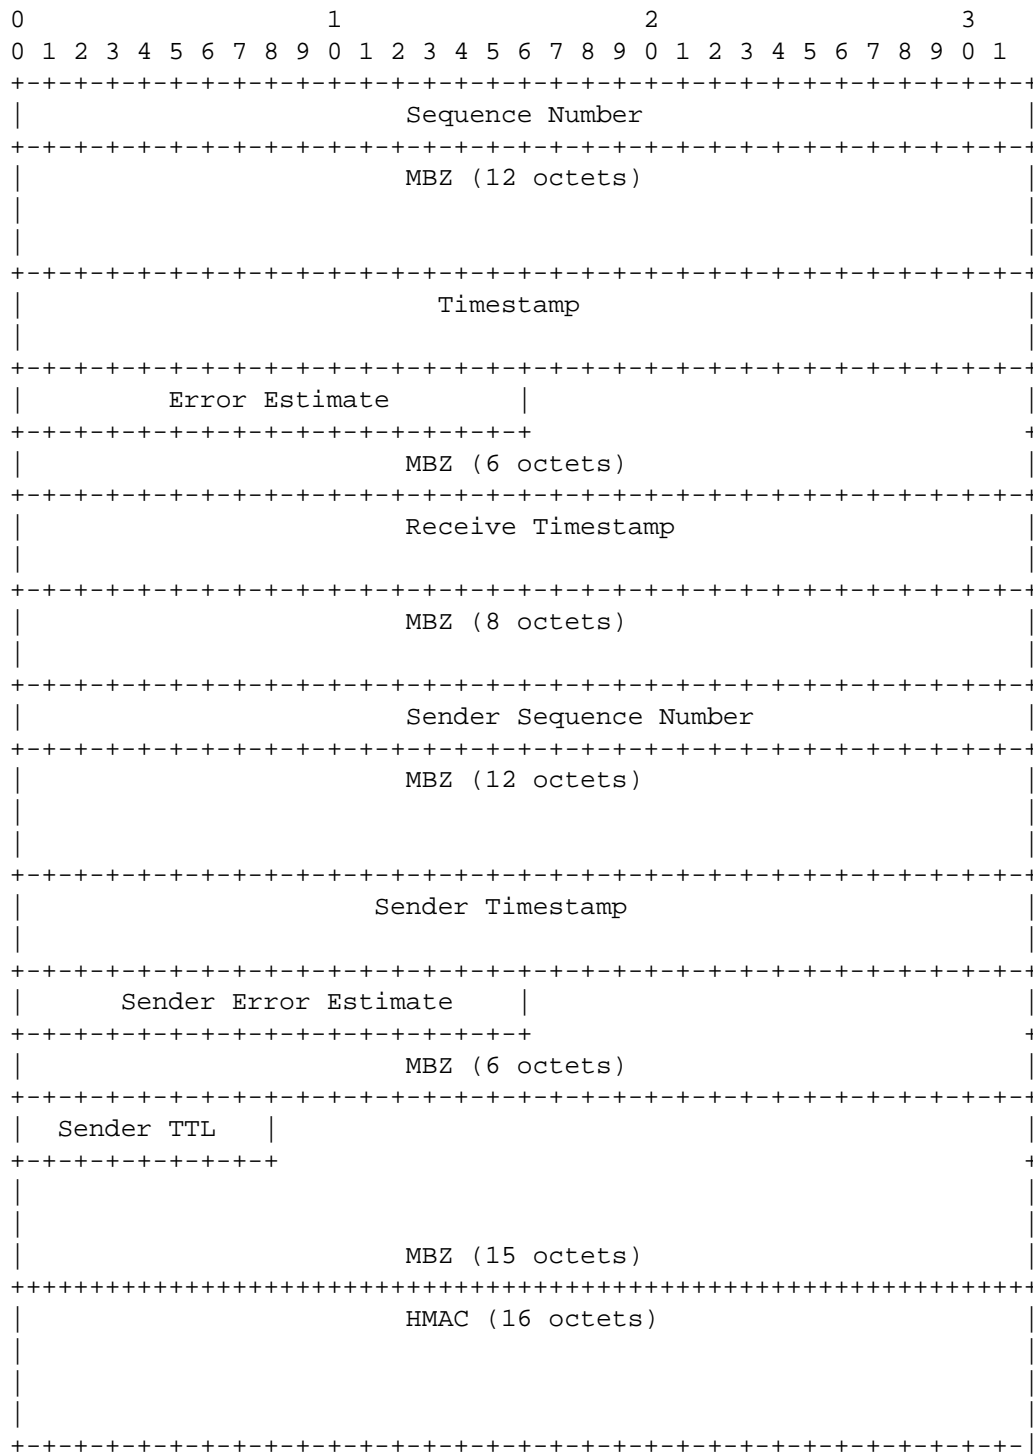 0                   1                   2                   3
0 1 2 3 4 5 6 7 8 9 0 1 2 3 4 5 6 7 8 9 0 1 2 3 4 5 6 7 8 9 0 1
Sequence Number
MBZ (12 octets)
Timestamp
Error Estimate
MBZ (6 octets)
Receive Timestamp
MBZ (8 octets)
Sender Sequence Number
MBZ (12 octets)
Sender Timestamp
Sender Error Estimate
MBZ (6 octets)
Sender TTL
MBZ (15 octets)
HMAC (16 octets)